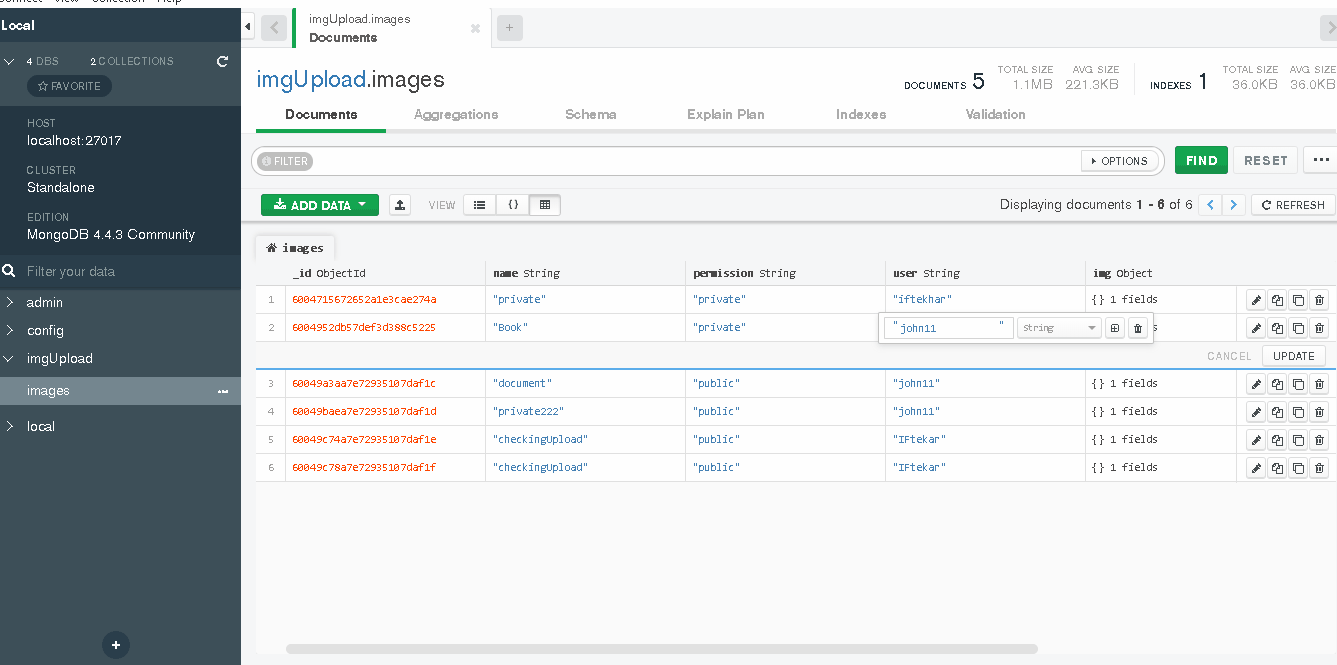 Connect View Collection Help
Local
imgUpload.images
Documents
4 DBS 2 COLLECTIONS
FAVORITE
HOST
localhost:27017
CLUSTER
Standalone
EDITION
MongoDB 4.4.3 Community
Filter your data
admin
config
imgUpload
images
local
imgUpload.images
DOCUMENTS 5 TOTAL SIZE 1.1MB AVG. SIZE 221.3KB INDEXES 1 TOTAL SIZE 36.0KB AVG. SIZE 36.0KB
Documents Aggregations Schema Explain Plan Indexes Validation
FILTER OPTIONS FIND RESET
ADD DATA VIEW {} Displaying documents 1 - 6 of 6 REFRESH
images
_id ObjectId name String permission String user String img Object
1 6004715672652a1e3cae274a "private" "private" "iftekhar" {} 1 fields
2 6004952db57def3d388c5225 "Book" "private" "john11" String
CANCEL UPDATE
3 60049a3aa7e72935107daf1c "document" "public" "john11" {} 1 fields
4 60049baea7e72935107daf1d "private222" "public" "john11" {} 1 fields
5 60049c74a7e72935107daf1e "checkingUpload" "public" "IFtekar" {} 1 fields
6 60049c78a7e72935107daf1f "checkingUpload" "public" "IFtekar" {} 1 fields